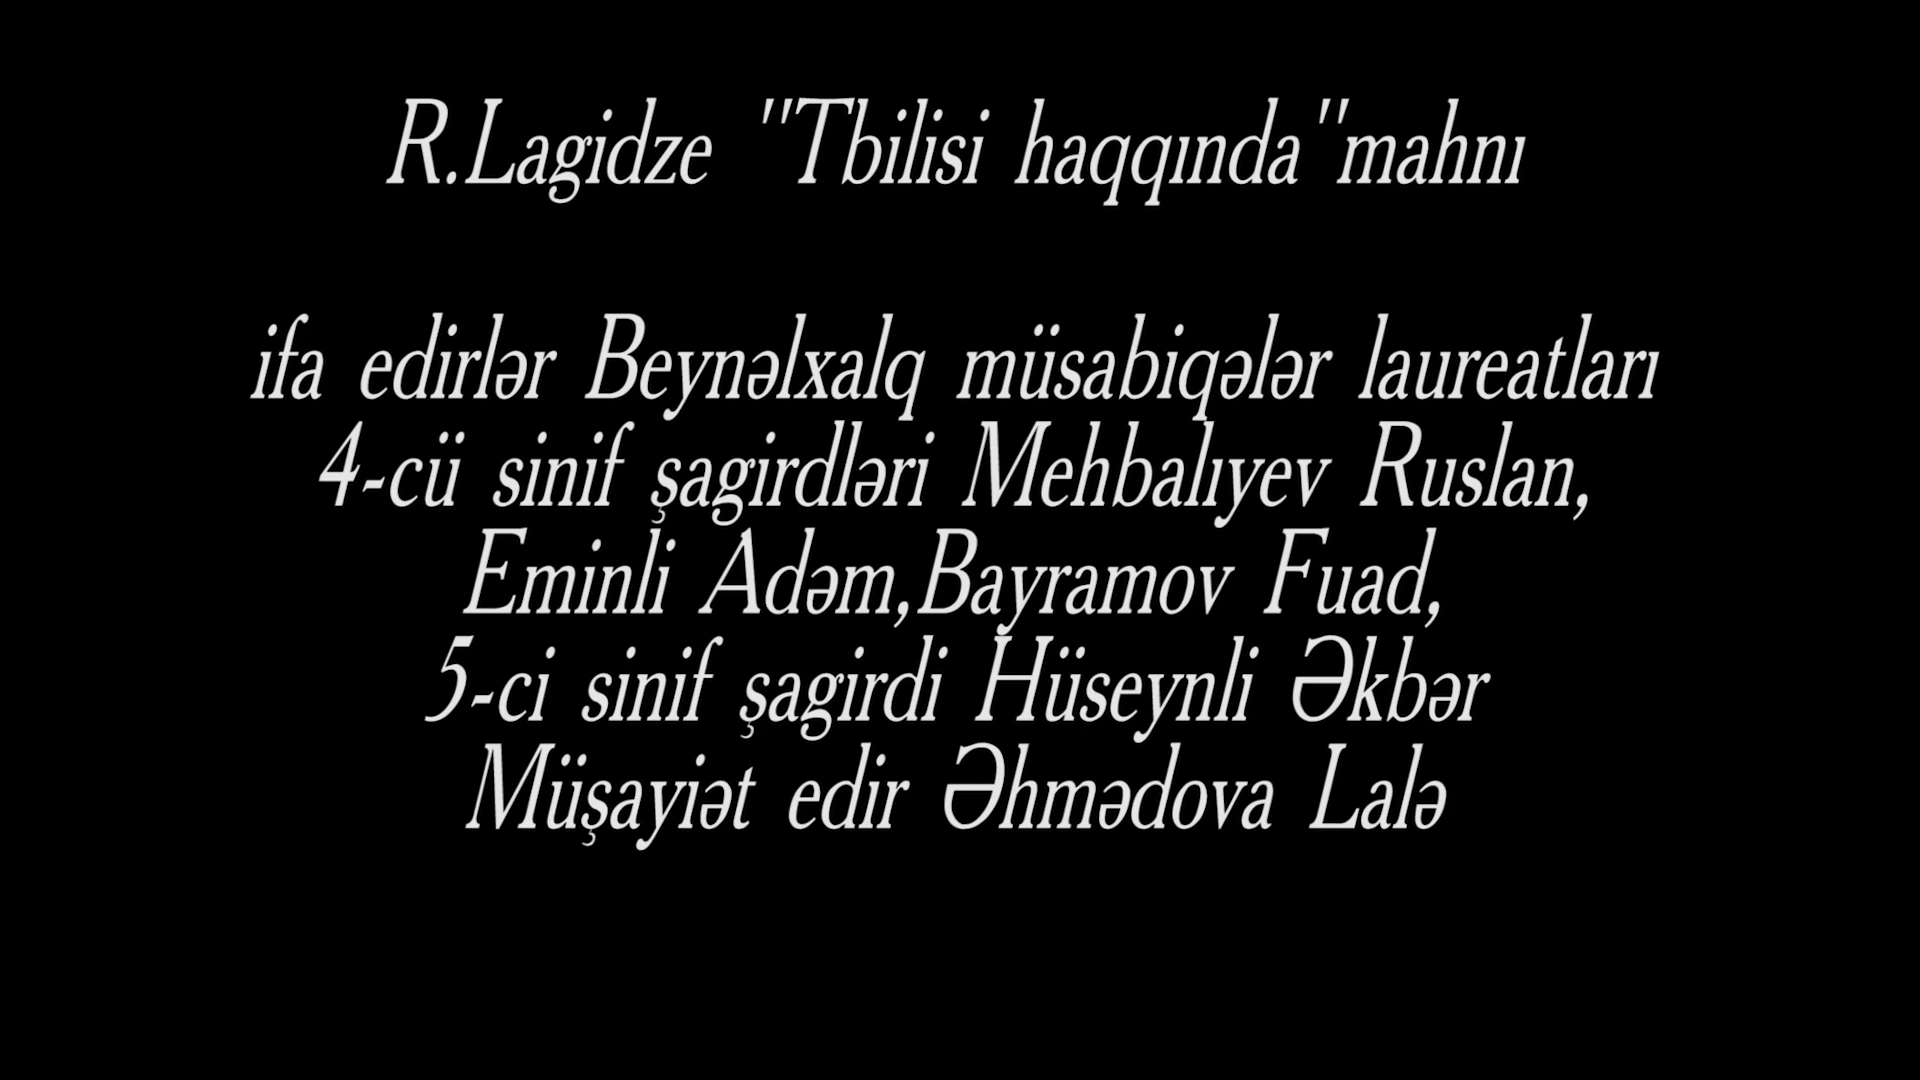 R.Lagidze "Tbilisi haqqında"mahnı
ifa edirlər Beynəlxalq müsabiqələr laureatları
4-cü sinif şagirdləri Mehbalıyev Ruslan,
Eminli Adəm,Bayramov Fuad,
5-ci sinif şagirdi Hüseynli Əkbər
Müşayiət edir Əhmədova Lalə